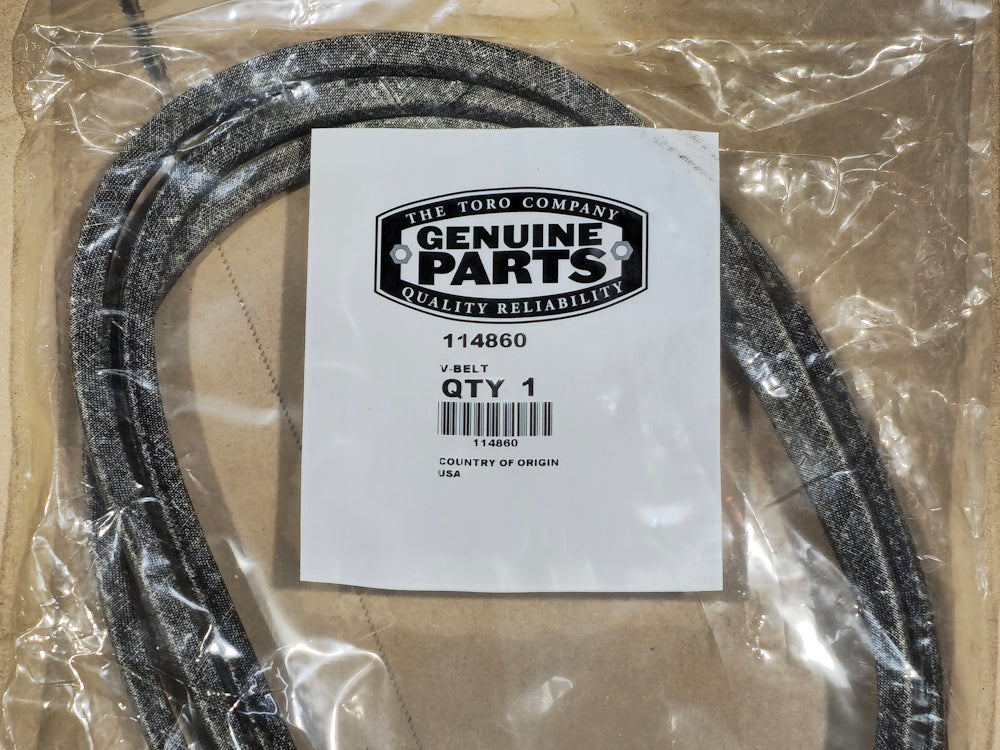 THE TORO COMPANY
GENUINE
PARTS
QUALITY RELIABILITY
114860
V-BELT
QTY 1
114860
COUNTRY OF ORIGIN
USA